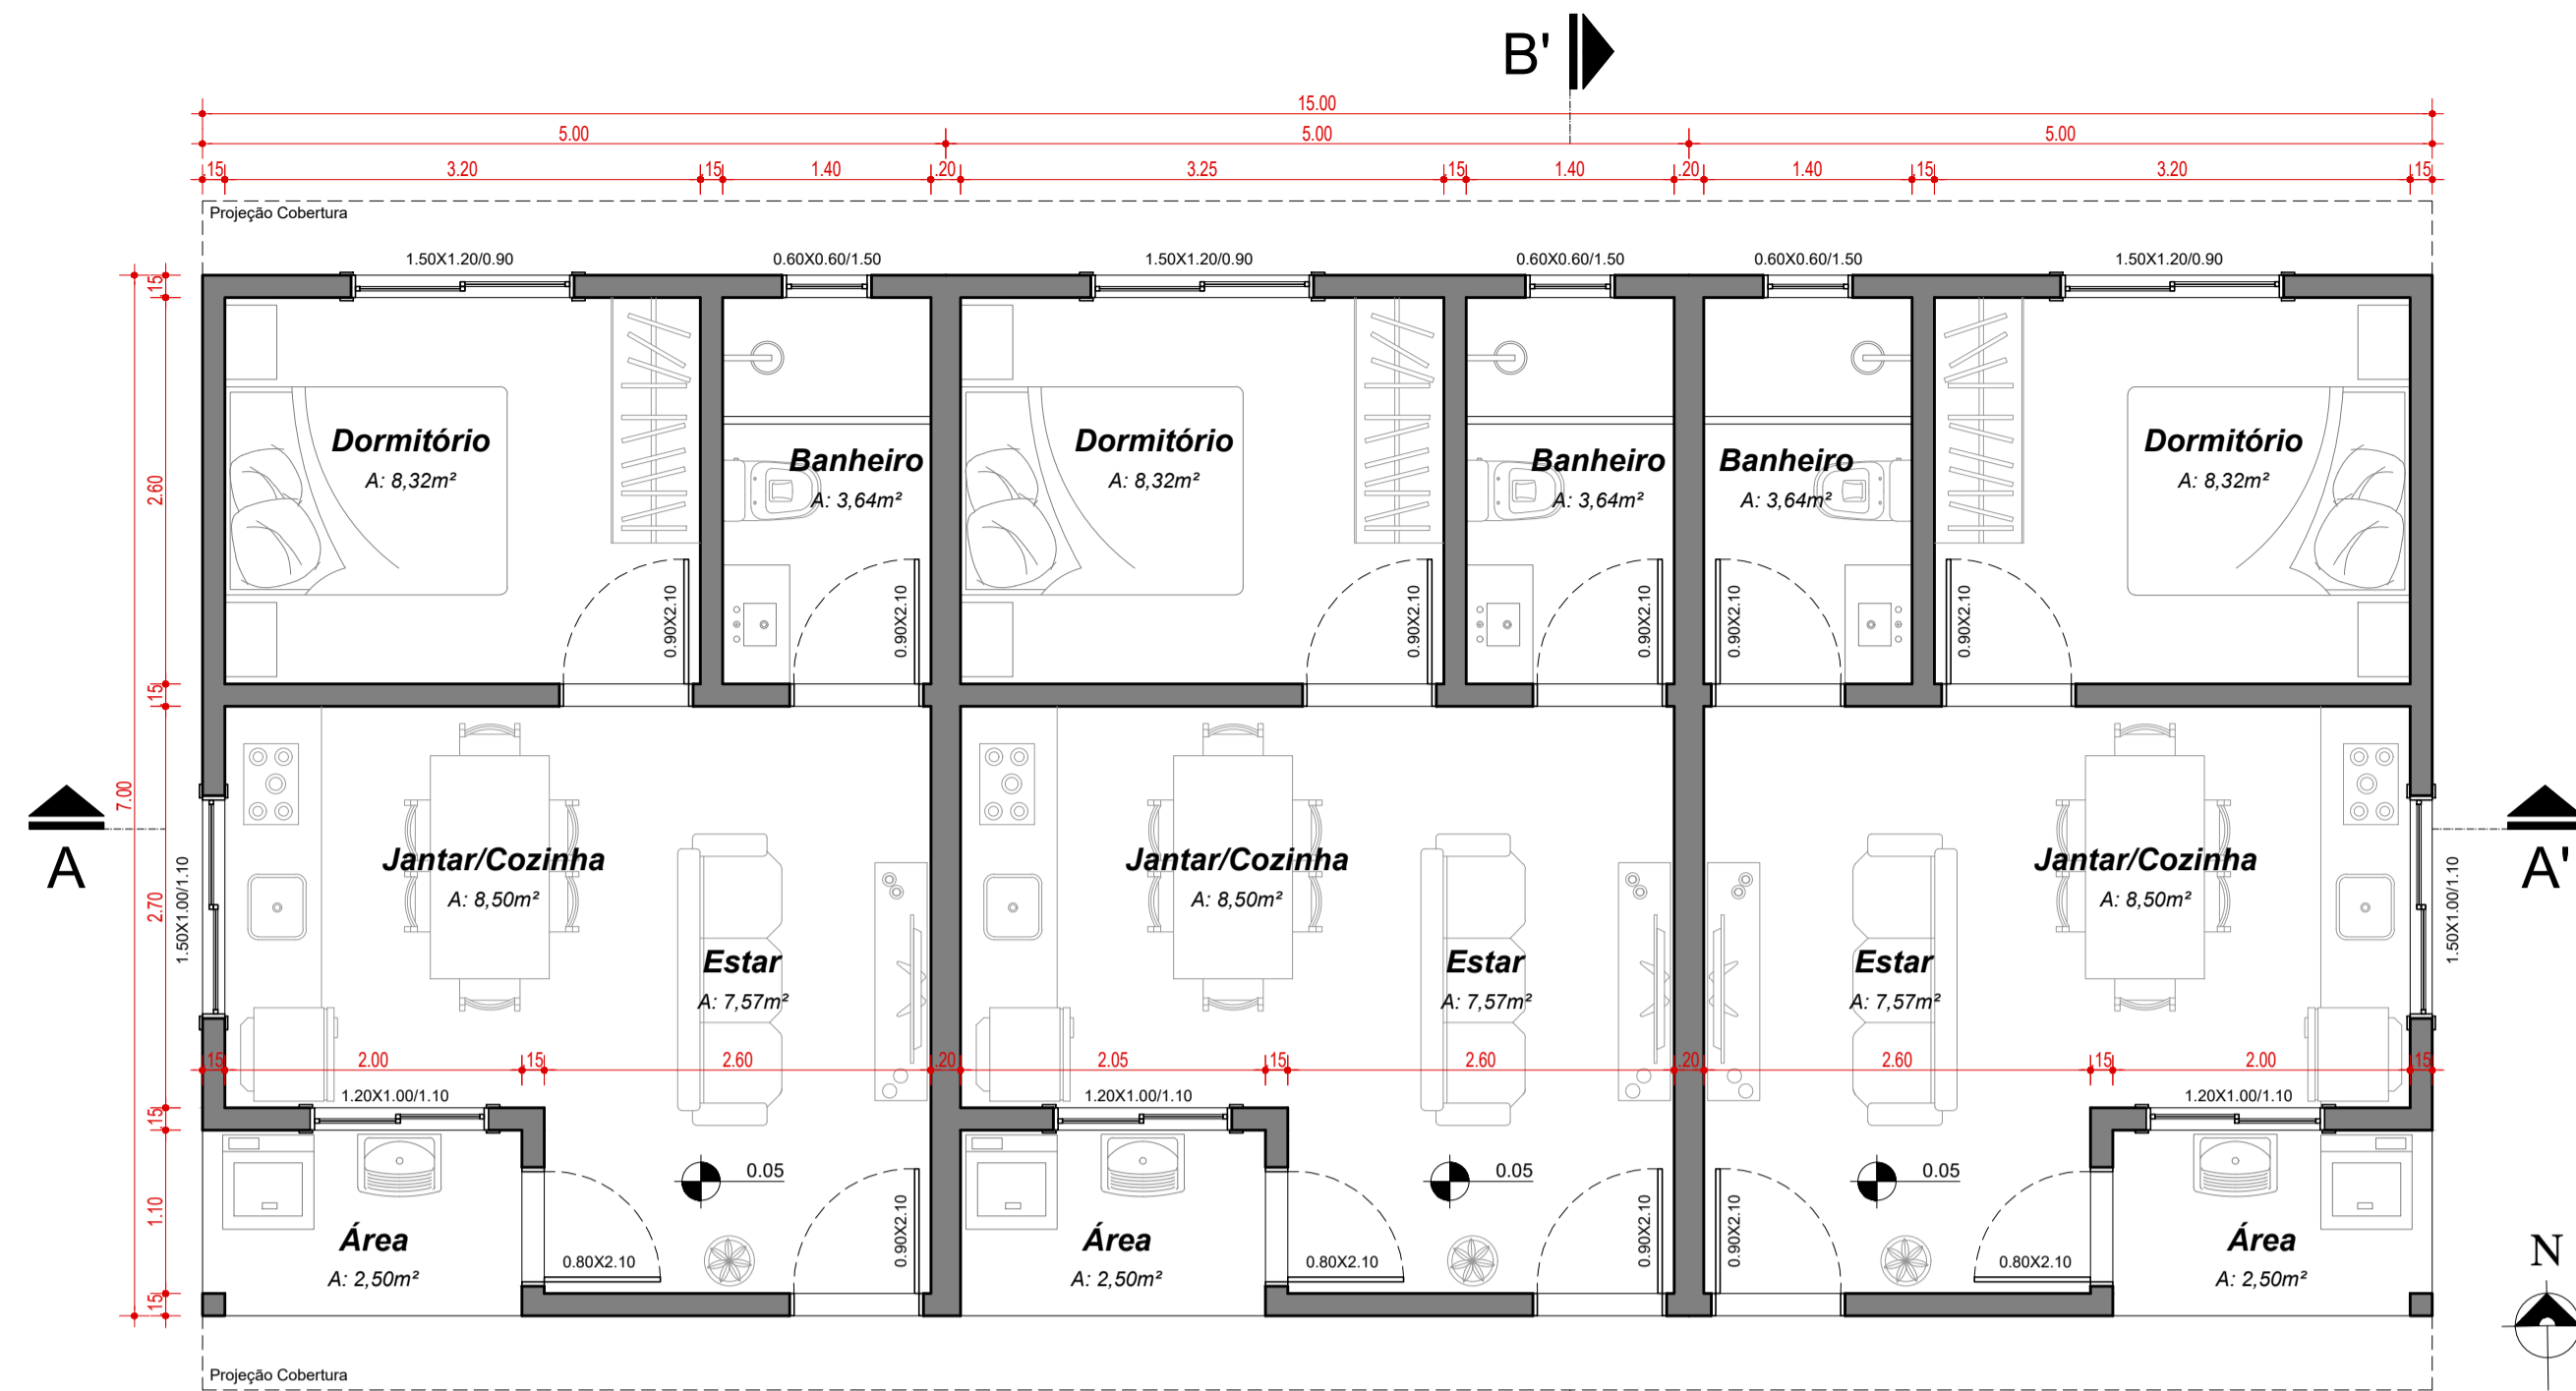 B'
15.00
5.00 5.00 5.00
.15 3.20 .15 1.40 .20 3.25 .15 1.40 .20 1.40 .15 3.20 .15
Projeção Cobertura
1.50X1.20/0.90 0.60X0.60/1.50 1.50X1.20/0.90 0.60X0.60/1.50 0.60X0.60/1.50 1.50X1.20/0.90
.15
Dormitório
A: 8,32m²
Banheiro
A: 3,64m²
Dormitório
A: 8,32m²
Banheiro
A: 3,64m²
Banheiro
A: 3,64m²
Dormitório
A: 8,32m²
2.60
0.90X2.10 0.90X2.10 0.90X2.10 0.90X2.10 0.90X2.10 0.90X2.10
.15
7.00
A
A'
1.50X1.00/1.10
2.70
Jantar/Cozinha
A: 8,50m²
Estar
A: 7,57m²
Jantar/Cozinha
A: 8,50m²
Estar
A: 7,57m²
Estar
A: 7,57m²
Jantar/Cozinha
A: 8,50m²
1.50X1.00/1.10
.15 2.00 .15 2.60 .20 2.05 .15 2.60 .20 2.60 .15 2.00 .15
1.20X1.00/1.10 1.20X1.00/1.10 1.20X1.00/1.10
.15
0.05 0.05 0.05
1.10
0.90X2.10 0.90X2.10 0.90X2.10
Área
A: 2,50m²
0.80X2.10
Área
A: 2,50m²
0.80X2.10
0.80X2.10
Área
A: 2,50m²
N
.15
Projeção Cobertura